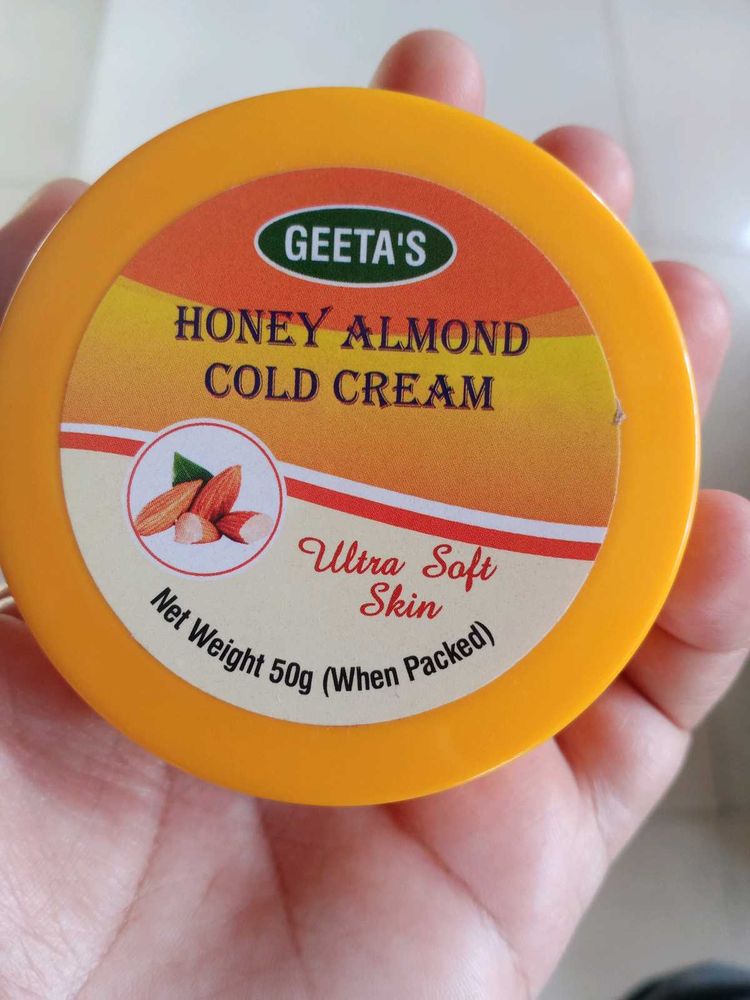 GEETA'S
HONEY ALMOND
COLD CREAM
Ultra Soft
Skin
Net Weight 50g (When Packed)